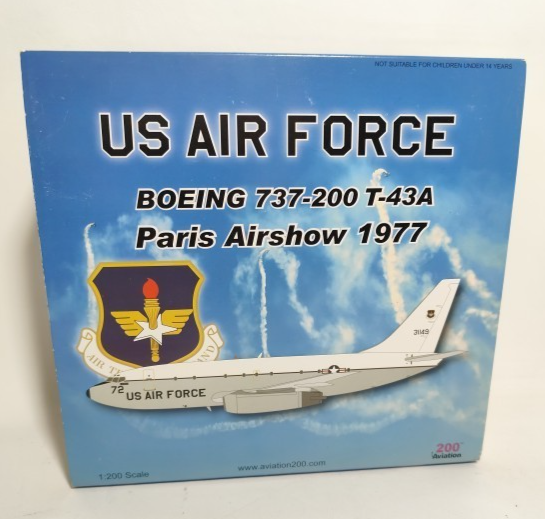 NOT SUITABLE FOR CHILDREN UNDER 14 YEARS
US AIR FORCE
BOEING 737-200 T-43A
Paris Airshow 1977
31149
AIR
72
US AIR FORCE
200
Aviation
www.aviation200.com
1:200 Scale